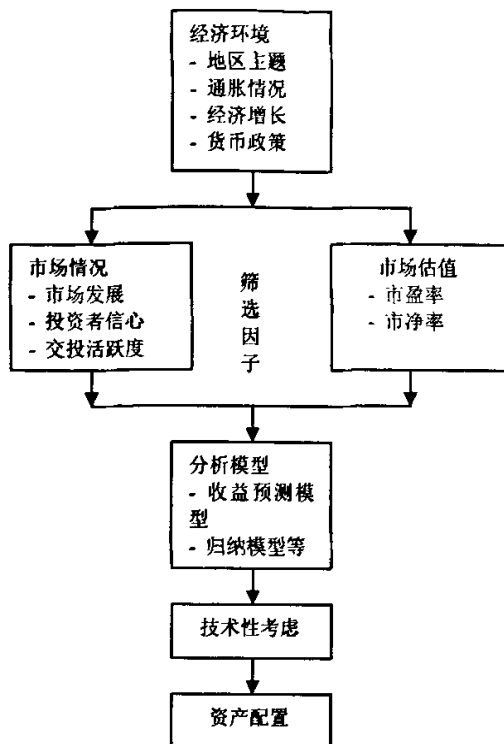 经济环境
- 地区主题
- 通胀情况
- 经济增长
- 货币政策
市场情况
- 市场发展
- 投资者信心
- 交投活跃度
筛
选
因
子
市场估值
- 市盈率
- 市净率
分析模型
- 收益预测模
型
- 归纳模型等
技术性考虑
资产配置